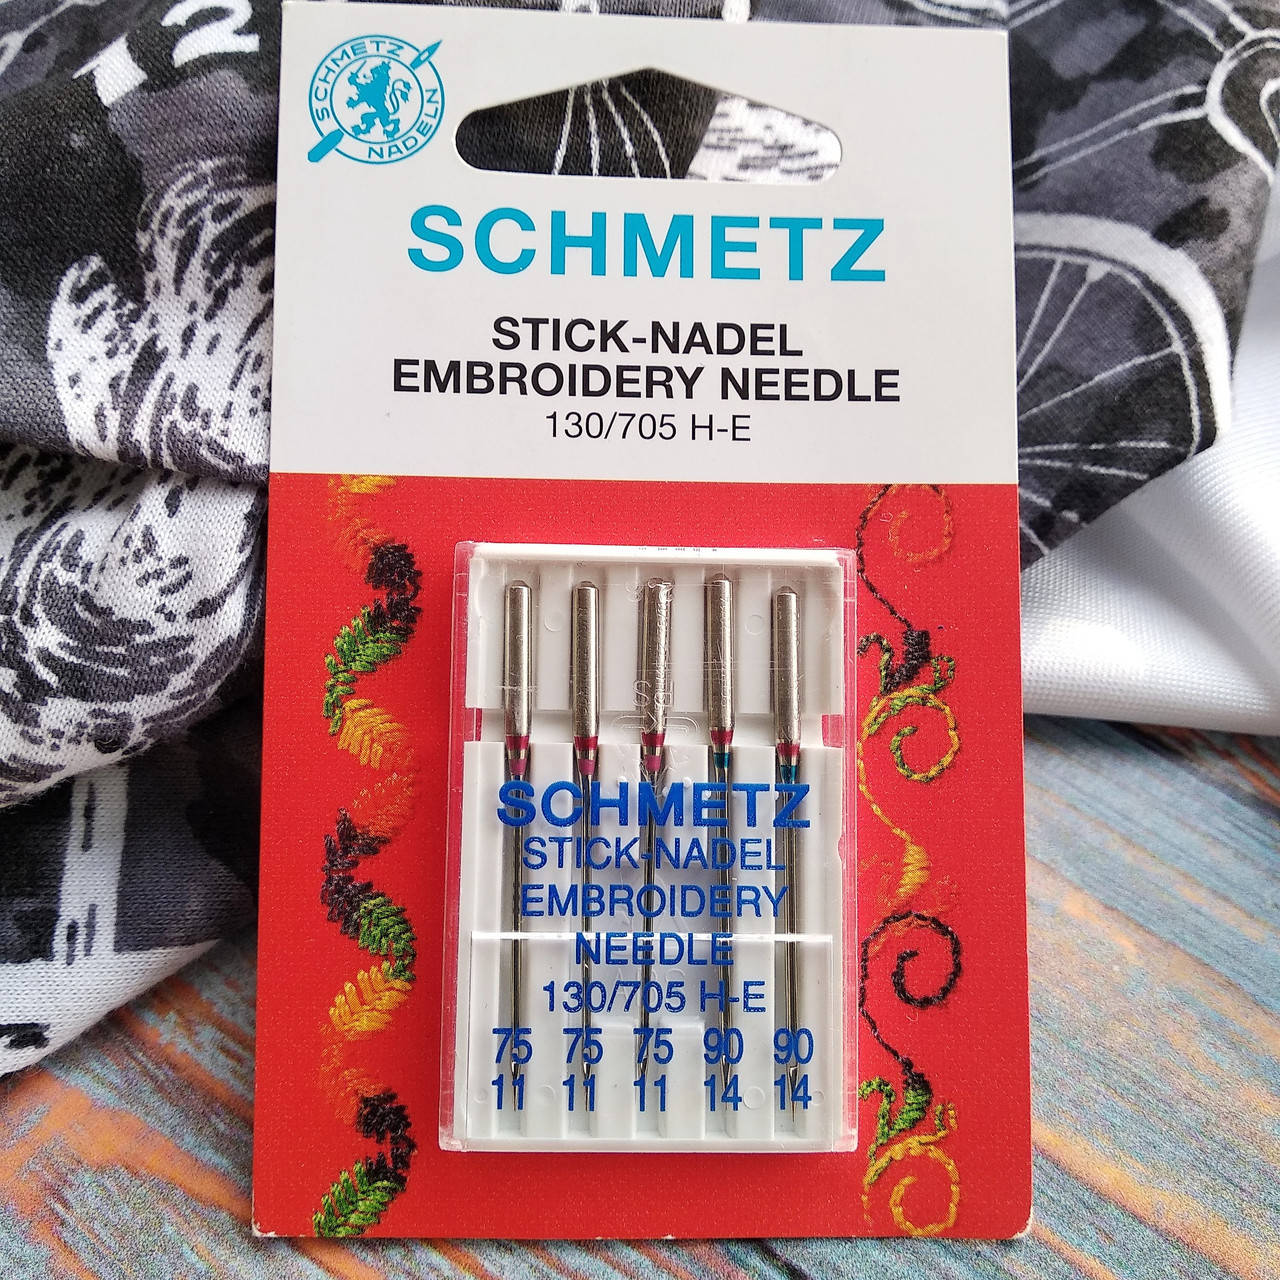 12
SCHMETZ
NADELN
SCHMETZ
STICK-NADEL
EMBROIDERY NEEDLE
130/705 H-E
SCHMETZ
STICK-NADEL
EMBROIDERY
NEEDLE
130/705 H-E
75 75 75 90 90
11 11 11 14 14